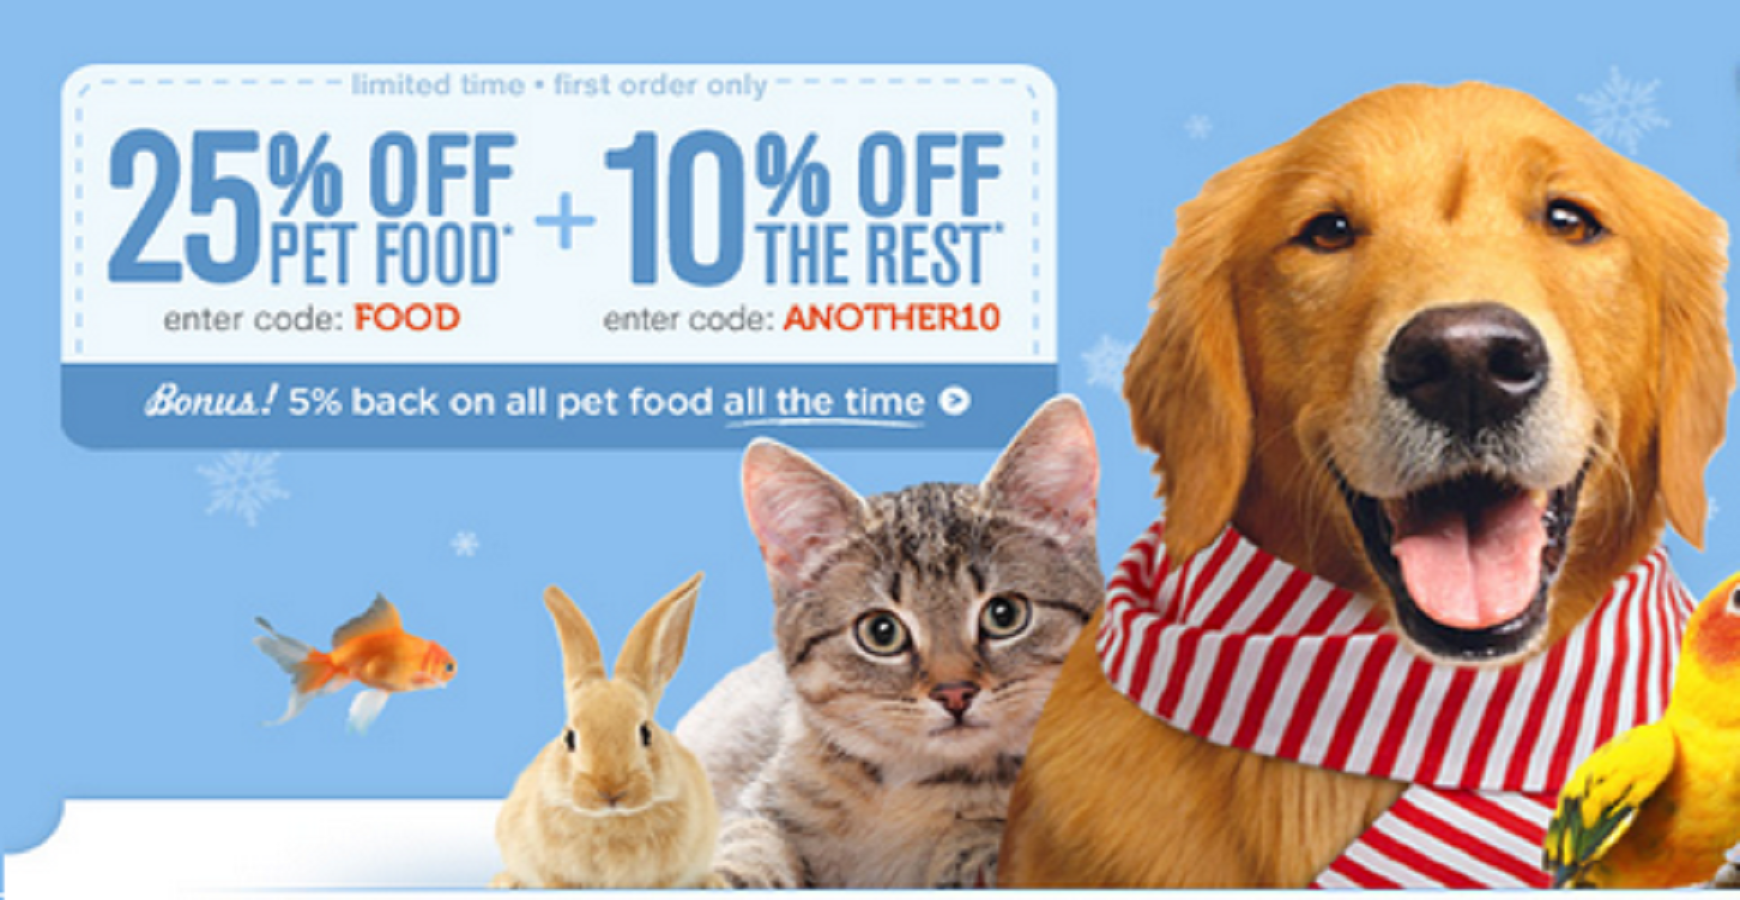 limited time • first order only
25% OFF PET FOOD* + 10% OFF THE REST*
enter code: FOOD enter code: ANOTHER10
Bonus! 5% back on all pet food all the time >